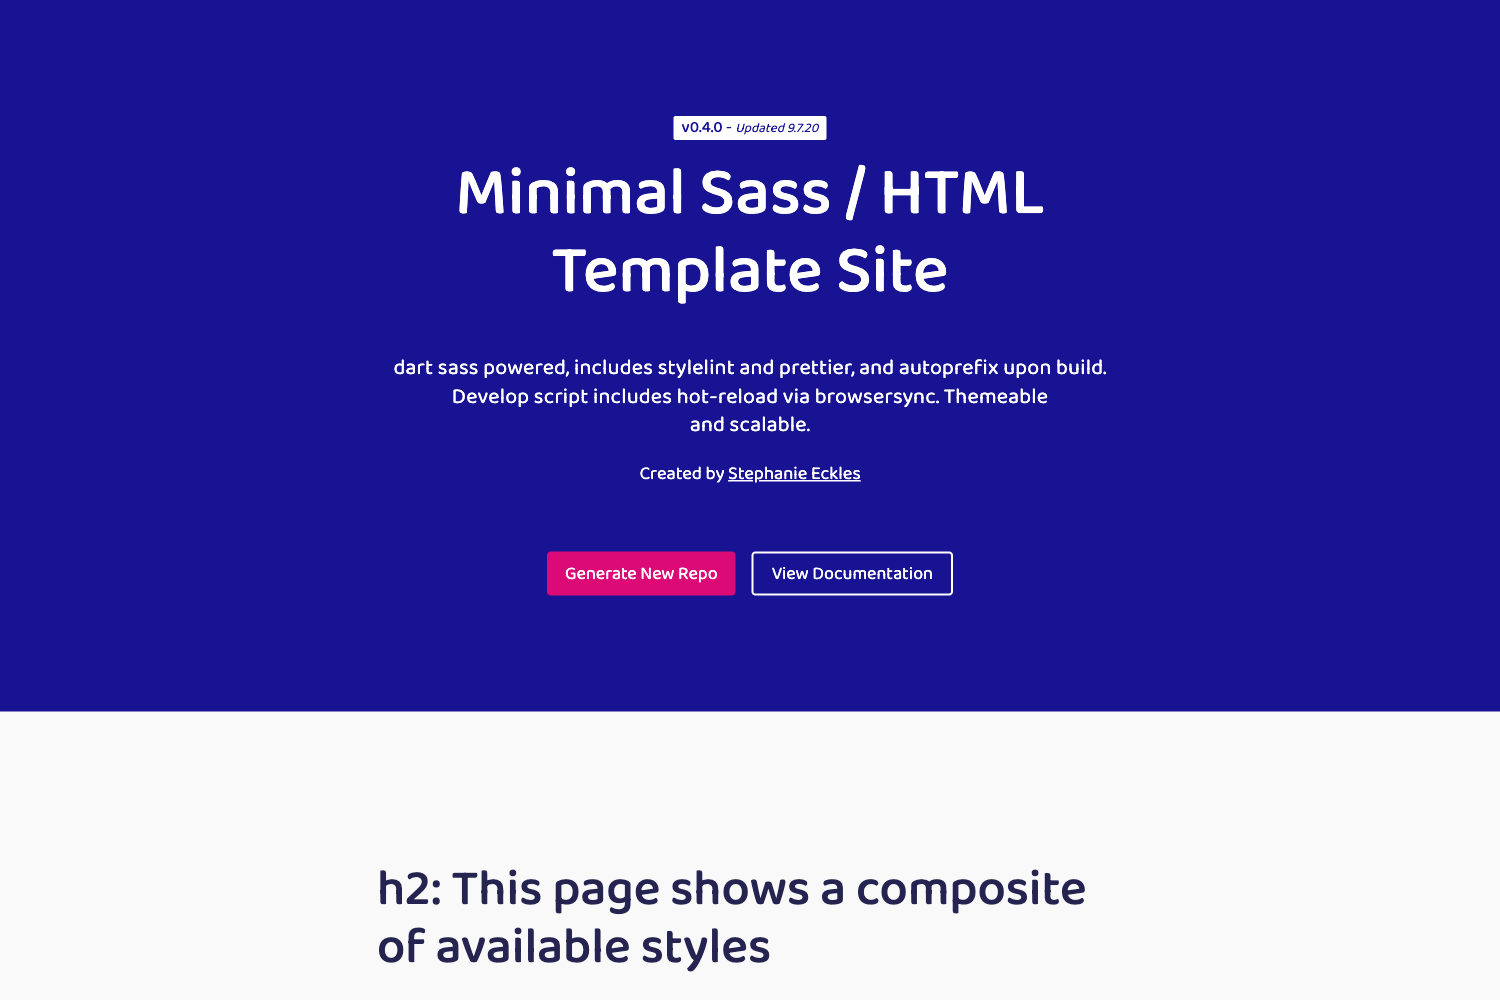 v0.4.0 - Updated 9.7.20
Minimal Sass / HTML
Template Site
dart sass powered, includes stylelint and prettier, and autoprefix upon build.
Develop script includes hot-reload via browsersync. Themeable
and scalable.
Created by Stephanie Eckles
Generate New Repo
View Documentation
h2: This page shows a composite
of available styles